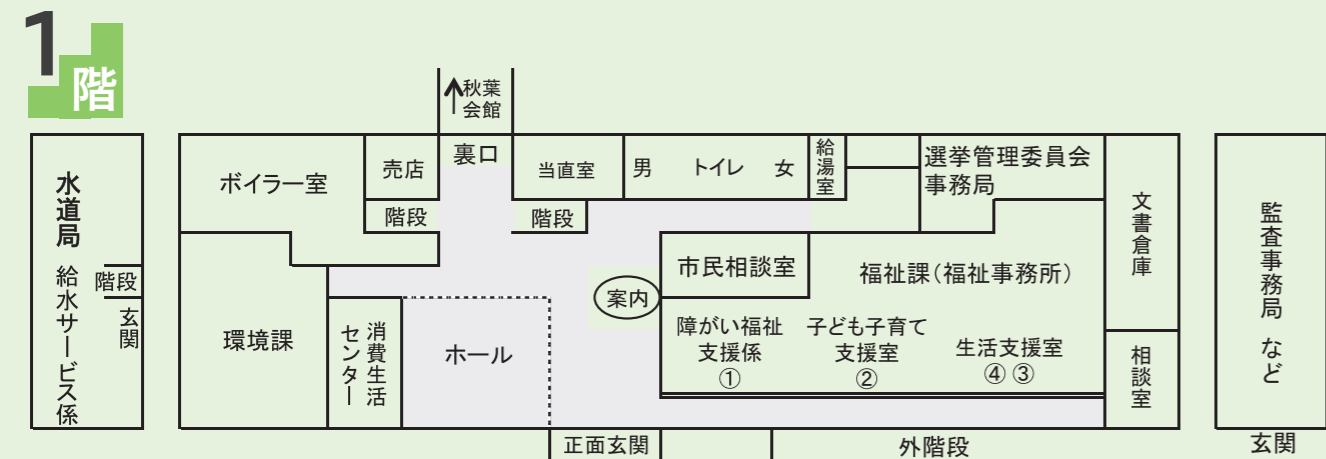 1階
秋葉
会館
水道局 給水サービス係
階段
玄関
ボイラー室
売店
裏口
階段
当直室
階段
男 トイレ 女
給湯室
選挙管理委員会
事務局
文書倉庫
相談室
環境課
消費生活
センター
ホール
案内
市民相談室
福祉課(福祉事務所)
障がい福祉
支援係
①
子ども子育て
支援室
②
生活支援室
④ ③
正面玄関
外階段
監査事務局 など
玄関